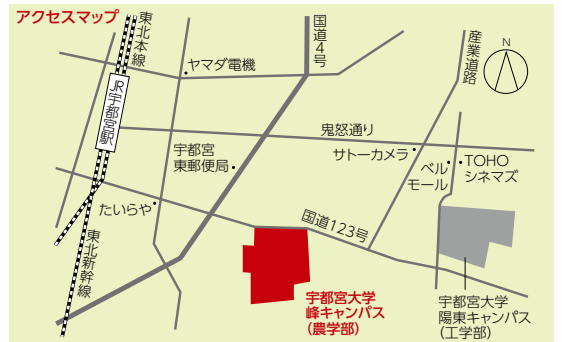 アクセスマップ
東北本線
国道4号
産業道路
N
ヤマダ電機
JR宇都宮駅
鬼怒通り
宇都宮
東郵便局
サトーカメラ
ベル
モール
TOHO
シネマズ
たいらや
国道123号
東北新幹線
宇都宮大学
峰キャンパス
（農学部）
宇都宮大学
陽東キャンパス
（工学部）